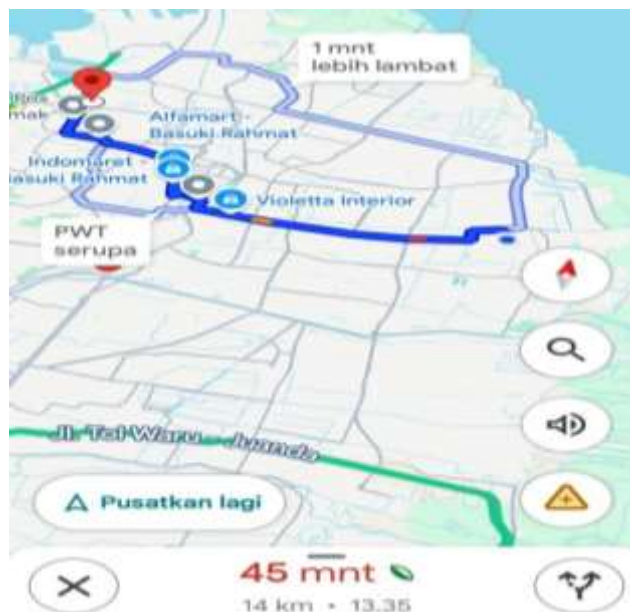 1 mnt
lebih lambat
Alfamart -
Basuki Rahmat
Indomaret -
Basuki Rahmat
Violetta Interior
PWT
serupa
Jl. Tol Waru - Juanda
Pusatkan lagi
45 mnt
14 km • 13.35